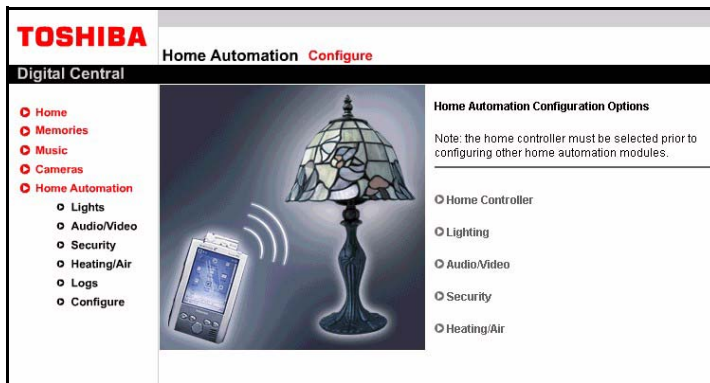 TOSHIBA
Home Automation Configure
Digital Central
Home
Memories
Music
Cameras
Home Automation
Lights
Audio/Video
Security
Heating/Air
Logs
Configure
Home Automation Configuration Options
Note: the home controller must be selected prior to
configuring other home automation modules.
Home Controller
Lighting
Audio/Video
Security
Heating/Air